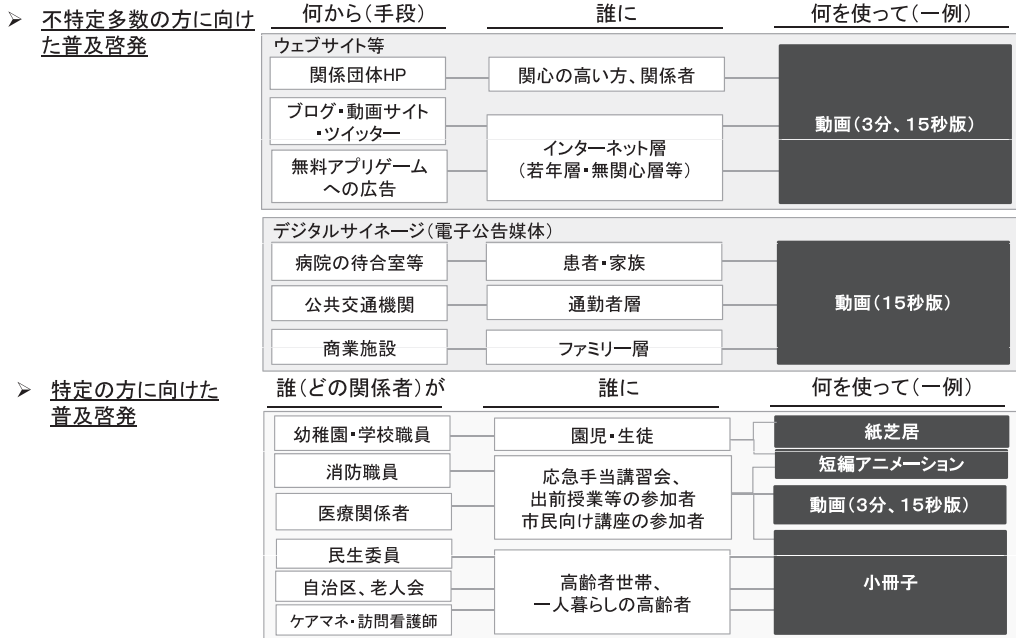 ➢ 不特定多数の方に向け
た普及啓発
何から(手段)
誰に
何を使って(一例)
ウェブサイト等
関係団体HP
関心の高い方、関係者
動画(3分、15秒版)
ブログ・動画サイト
・ツイッター
インターネット層
(若年層・無関心層等)
無料アプリゲーム
への広告
デジタルサイネージ(電子公告媒体)
病院の待合室等
患者・家族
動画(15秒版)
公共交通機関
通勤者層
商業施設
ファミリー層
➢ 特定の方に向けた
普及啓発
誰(どの関係者)が
誰に
何を使って(一例)
幼稚園・学校職員
園児・生徒
紙芝居
消防職員
応急手当講習会、
出前授業等の参加者
市民向け講座の参加者
短編アニメーション
医療関係者
動画(3分、15秒版)
民生委員
高齢者世帯、
一人暮らしの高齢者
小冊子
自治区、老人会
ケアマネ・訪問看護師